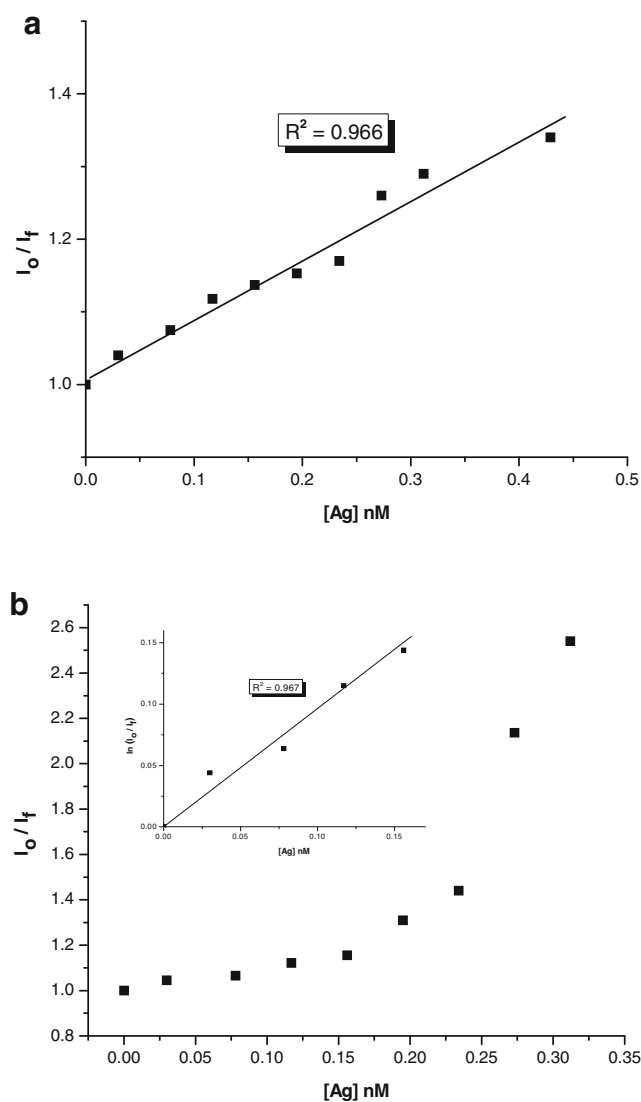 a
1.4
R² = 0.966
1.2
I₀ / I_f
1.0
0.0 0.1 0.2 0.3 0.4 0.5
[Ag] nM
b
2.6
2.4
2.2
2.0
1.8
1.6
1.4
1.2
1.0
0.8
I₀ / I_f
0.15
0.10
0.05
0.00
ln (I₀ / I_f)
R² = 0.967
0.00 0.05 0.10 0.15
[Ag] nM
0.00 0.05 0.10 0.15 0.20 0.25 0.30 0.35
[Ag] nM